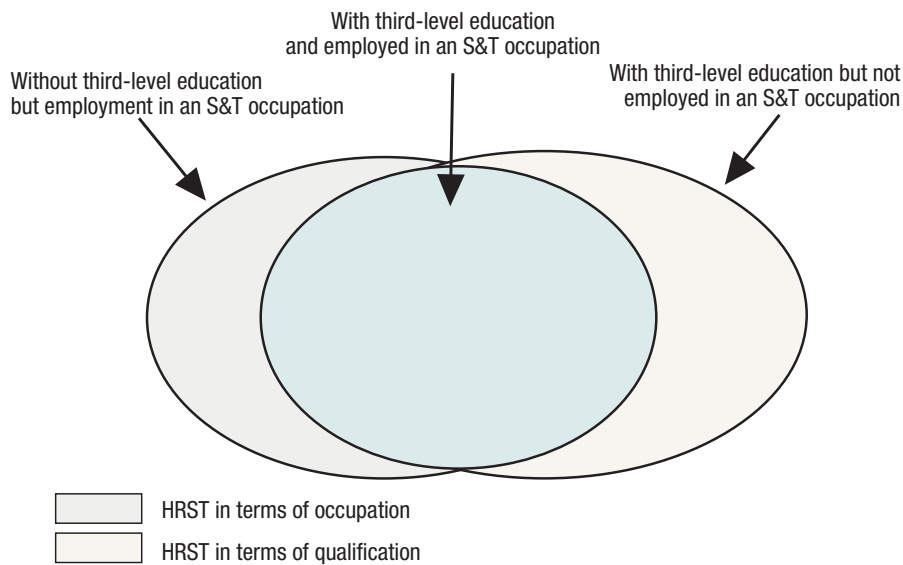 With third-level education
and employed in an S&T occupation
Without third-level education
but employment in an S&T occupation
With third-level education but not
employed in an S&T occupation
HRST in terms of occupation
HRST in terms of qualification